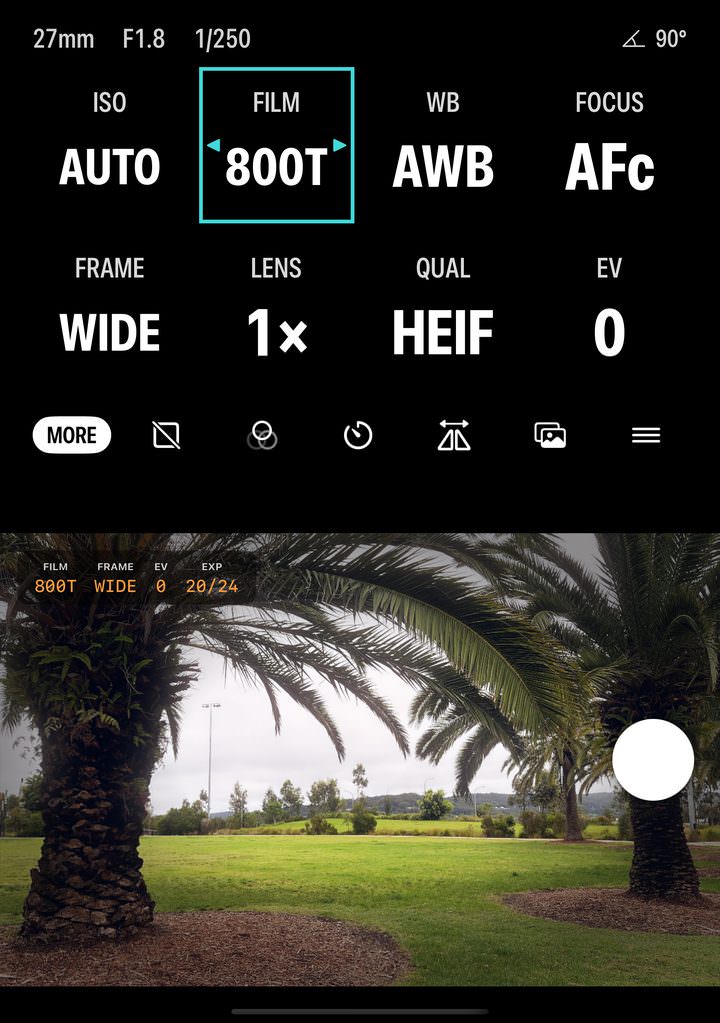 27mm F1.8 1/250 90°
ISO FILM WB FOCUS
AUTO 800T AWB AFc
FRAME LENS QUAL EV
WIDE 1× HEIF 0
MORE
FILM FRAME EV EXP
800T WIDE 0 20/24